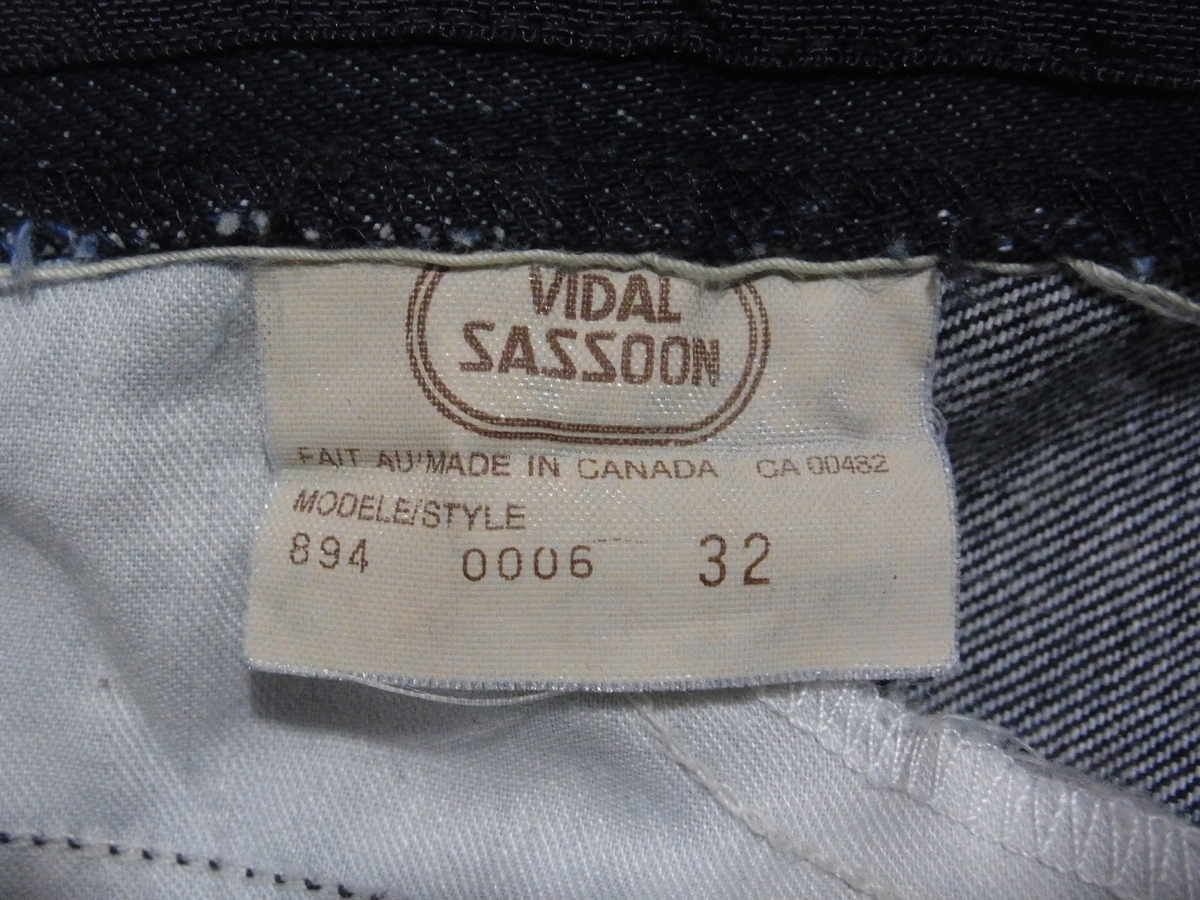 VIDAL
SASSOON
FAIT AU/MADE IN CANADA CA 00482
MODELE/STYLE
894 0006 32